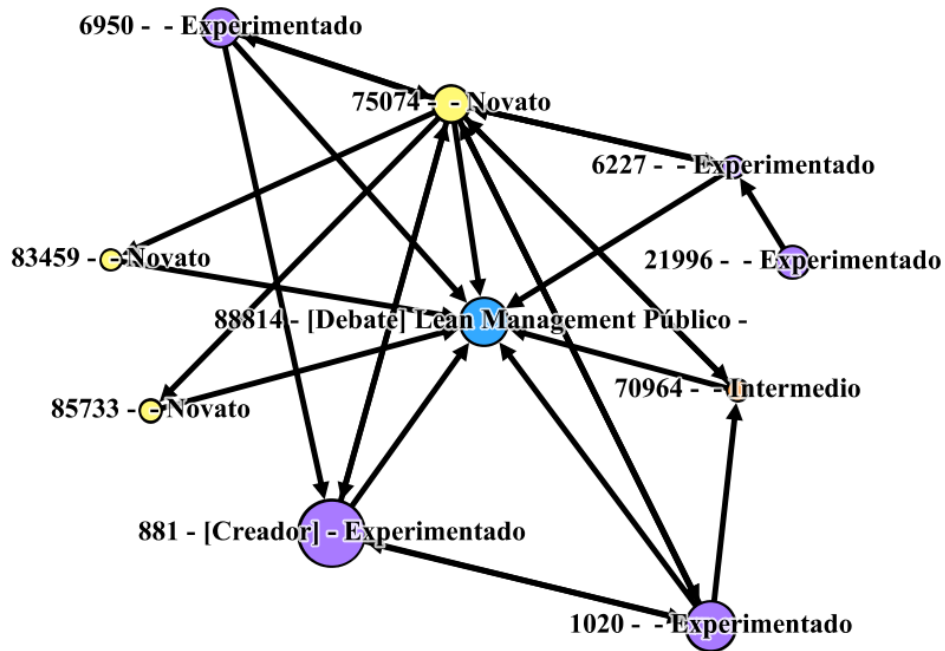 6950 -  - Experimentado
75074 -  - Novato
6227 -  - Experimentado
83459 -  - Novato
21996 -  - Experimentado
88814 - [Debate] Lean Management Público -
70964 -  - Intermedio
85733 -  - Novato
881 - [Creador] - Experimentado
1020 -  - Experimentado